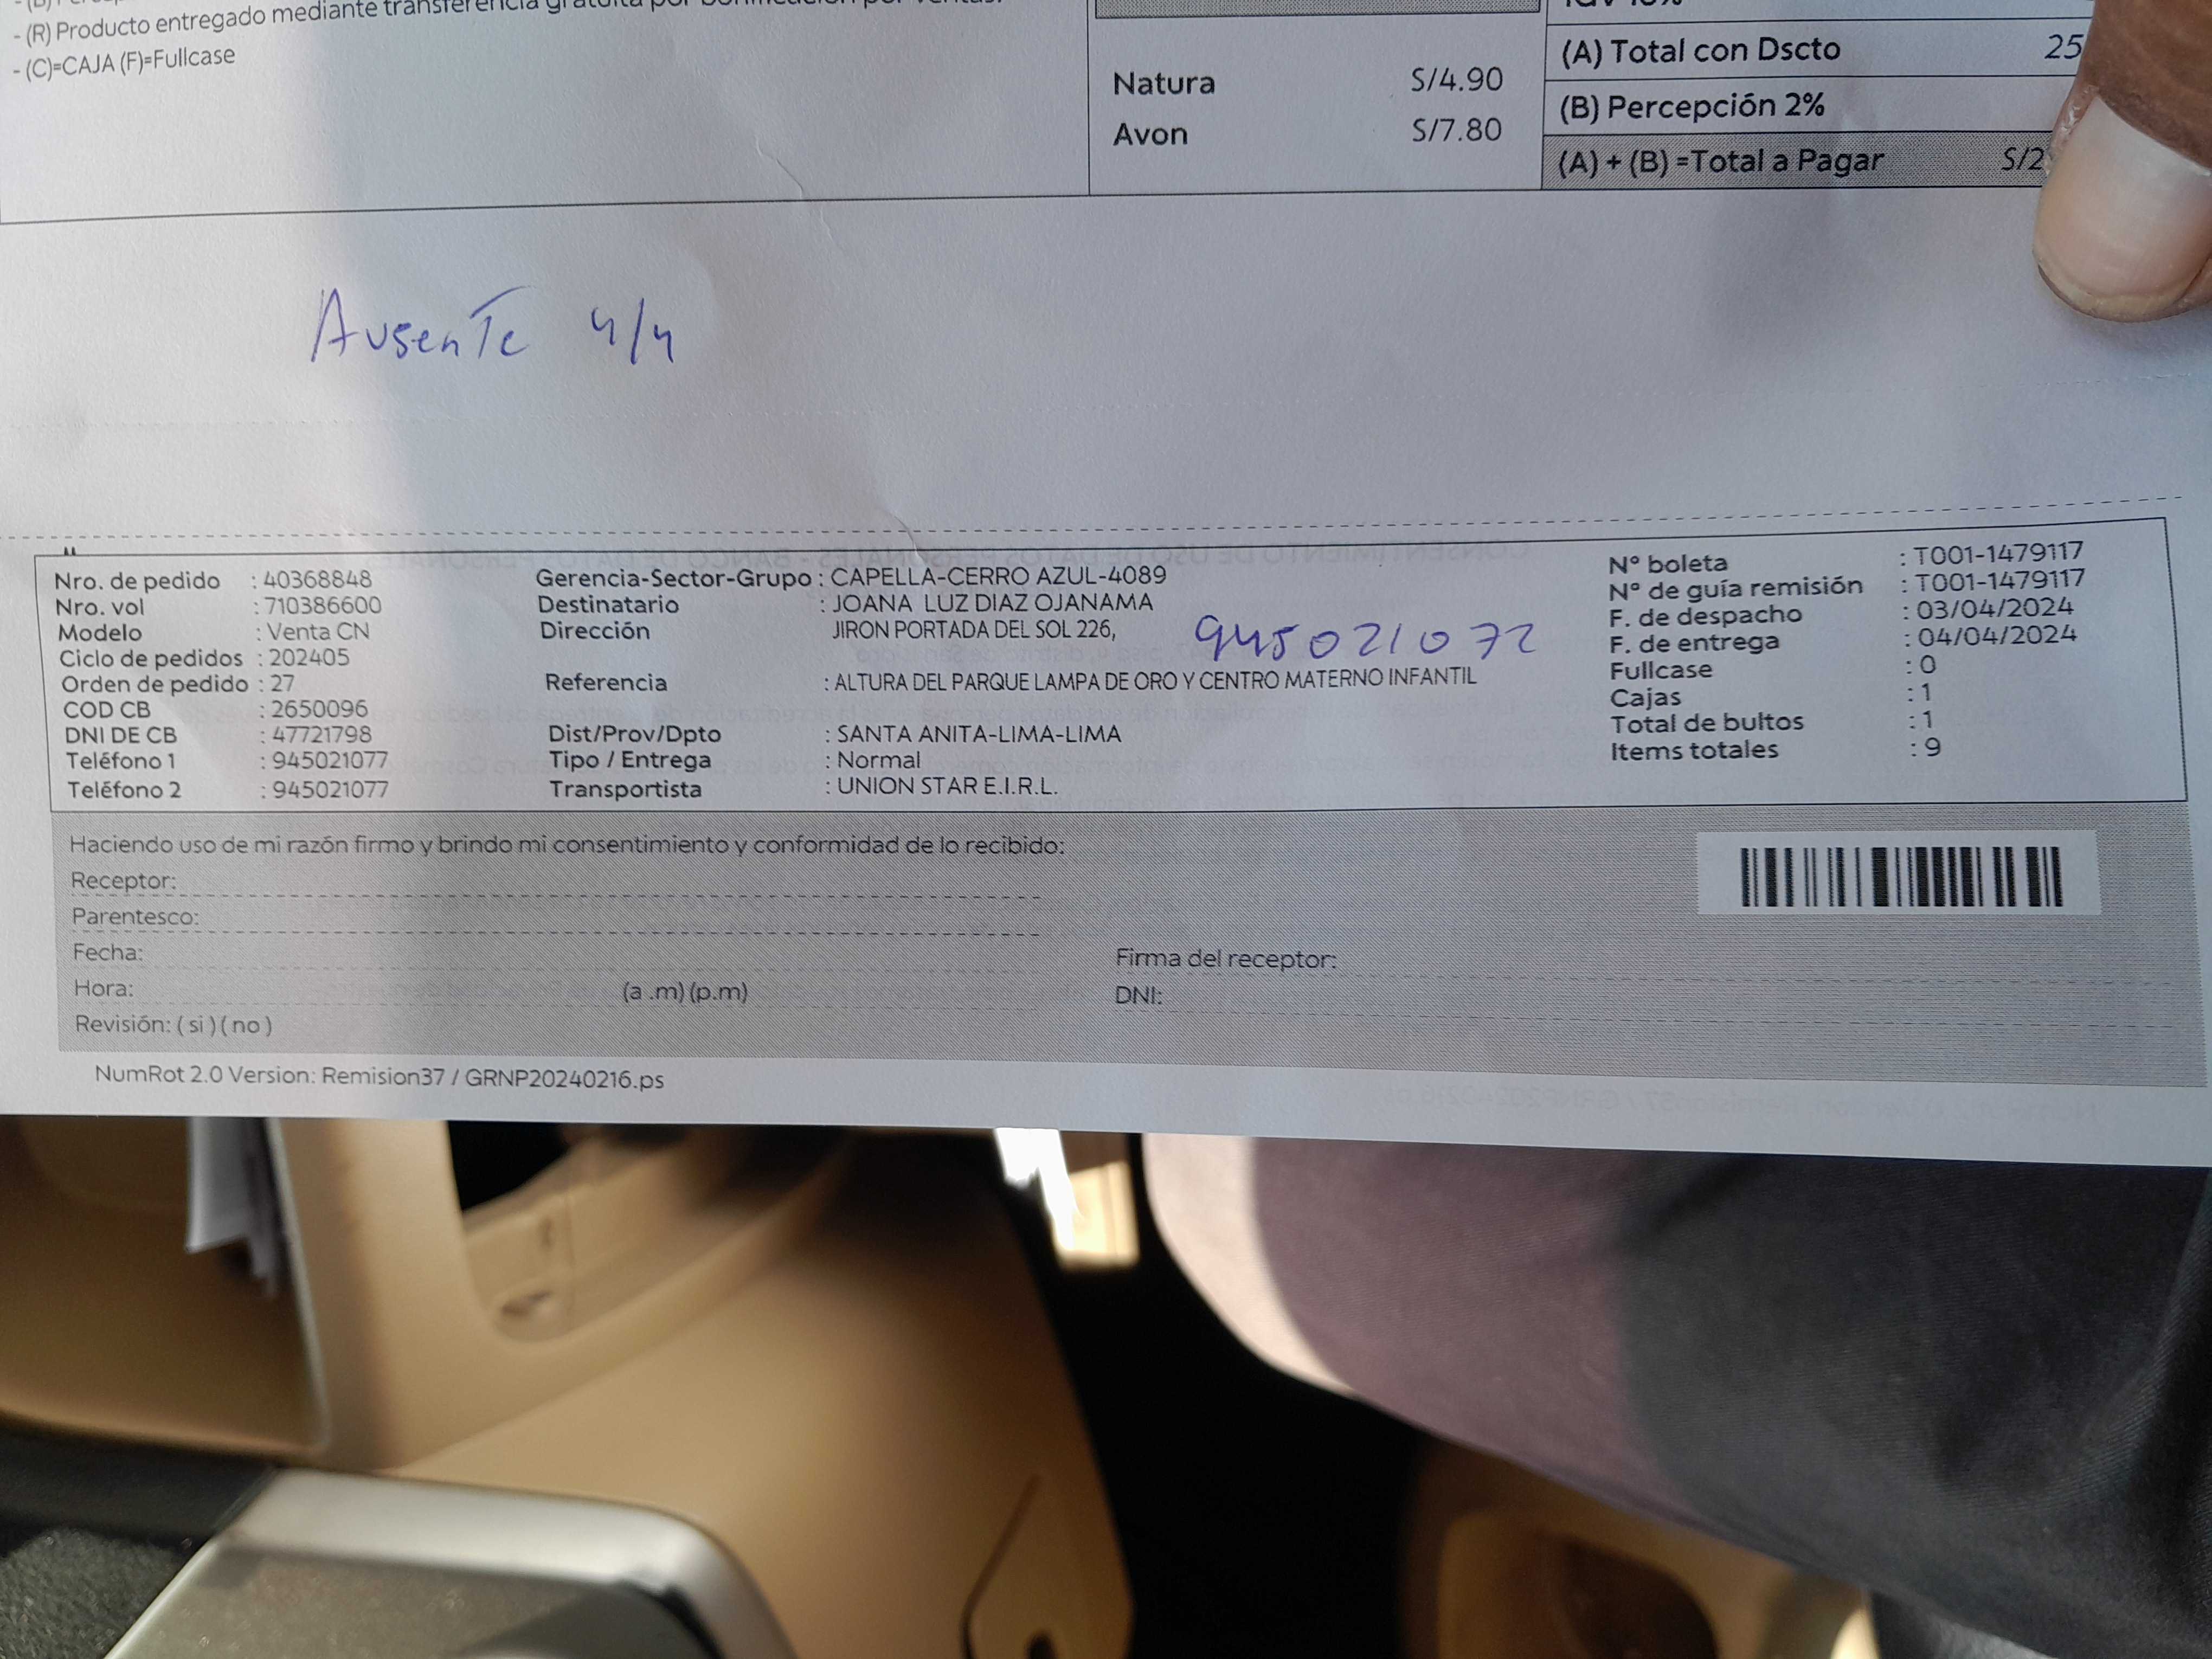 - (R) Producto entregado mediante transferencia gratuita por bonificación por ventas.
- (C)=CAJA (F)=Fullcase
Natura S/4.90
Avon S/7.80
(A) Total con Dscto 25
(B) Percepción 2%
(A) + (B) =Total a Pagar S/2
Ausente 4/4
Nro. de pedido : 40368848
Nro. vol : 710386600
Modelo : Venta CN
Ciclo de pedidos : 202405
Orden de pedido : 27
COD CB : 2650096
DNI DE CB : 47721798
Teléfono 1 : 945021077
Teléfono 2 : 945021077
Gerencia-Sector-Grupo : CAPELLA-CERRO AZUL-4089
Destinatario : JOANA LUZ DIAZ OJANAMA
Dirección JIRON PORTADA DEL SOL 226,
945021072
Referencia : ALTURA DEL PARQUE LAMPA DE ORO Y CENTRO MATERNO INFANTIL
Dist/Prov/Dpto : SANTA ANITA-LIMA-LIMA
Tipo / Entrega : Normal
Transportista : UNION STAR E.I.R.L.
N° boleta : T001-1479117
N° de guía remisión : T001-1479117
F. de despacho : 03/04/2024
F. de entrega : 04/04/2024
Fullcase : 0
Cajas : 1
Total de bultos : 1
Items totales : 9
Haciendo uso de mi razón firmo y brindo mi consentimiento y conformidad de lo recibido:
Receptor:
Parentesco:
Fecha:
Hora: (a .m) (p.m)
Revisión: ( si ) ( no )
Firma del receptor:
DNI:
NumRot 2.0 Version: Remision37 / GRNP20240216.ps